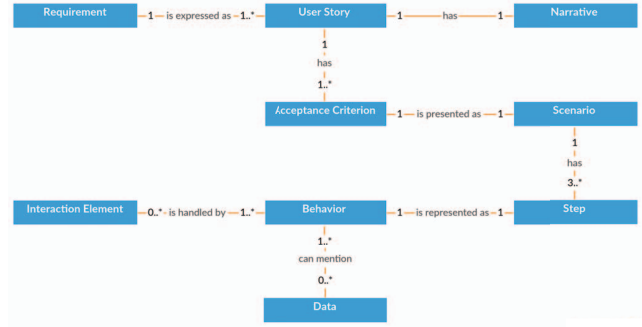 Requirement 1 is expressed as 1..* User Story 1 has 1 Narrative
1
has
1..*
Acceptance Criterion 1 is presented as 1 Scenario
1
has
3..*
Interaction Element 0..* is handled by 1..* Behavior 1 is represented as 1 Step
1..*
can mention
0..*
Data